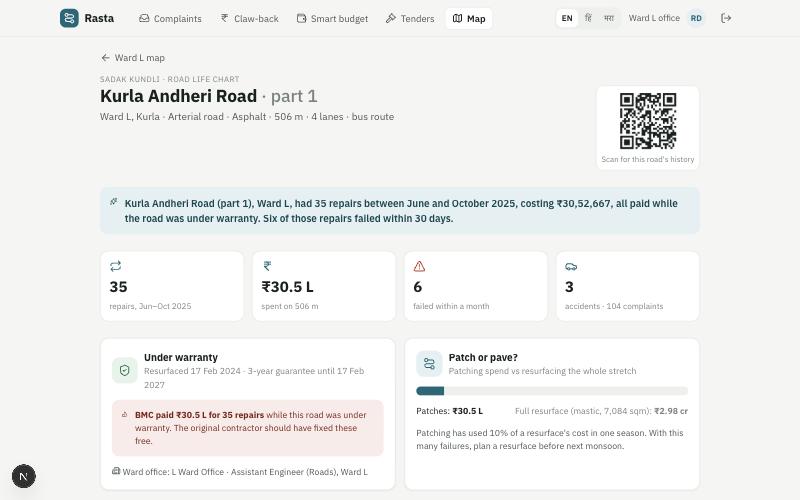 Rasta
Complaints
₹ Claw-back
Smart budget
Tenders
Map
EN
हिं
मरा
Ward L office
RD
← Ward L map
SADAK KUNDLI · ROAD LIFE CHART
Kurla Andheri Road · part 1
Ward L, Kurla · Arterial road · Asphalt · 506 m · 4 lanes · bus route
Scan for this road's history
Kurla Andheri Road (part 1), Ward L, had 35 repairs between June and October 2025, costing ₹30,52,667, all paid while
the road was under warranty. Six of those repairs failed within 30 days.
35
repairs, Jun–Oct 2025
₹
₹30.5 L
spent on 506 m
6
failed within a month
3
accidents · 104 complaints
Under warranty
Resurfaced 17 Feb 2024 · 3-year guarantee until 17 Feb
2027
BMC paid ₹30.5 L for 35 repairs while this road was under
warranty. The original contractor should have fixed these
free.
Ward office: L Ward Office · Assistant Engineer (Roads), Ward L
Patch or pave?
Patching spend vs resurfacing the whole stretch
Patches: ₹30.5 L
Full resurface (mastic, 7,084 sqm): ₹2.98 cr
Patching has used 10% of a resurface's cost in one season. With this
many failures, plan a resurface before next monsoon.
N